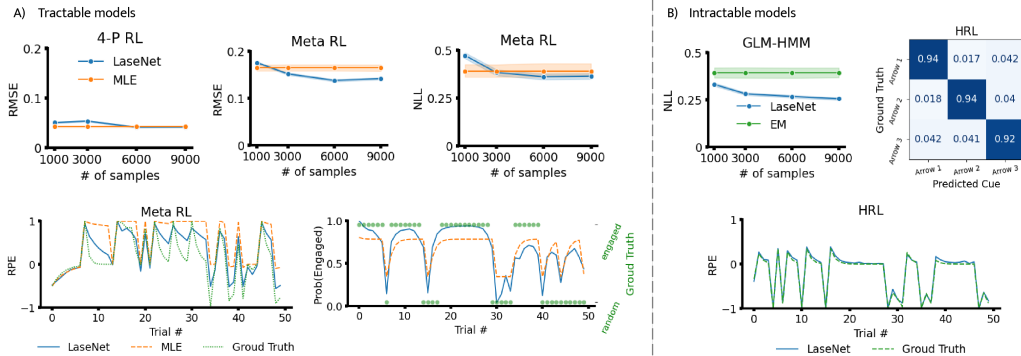 A) Tractable models
4-P RL
0.2
0.1
0
RMSE
LaseNet
MLE
1000 3000 6000 9000
# of samples
Meta RL
0.2
0.1
0
RMSE
1000 3000 6000 9000
# of samples
Meta RL
0.50
0.25
0
NLL
1000 3000 6000 9000
# of samples
Meta RL
1
0
−1
RPE
0 10 20 30 40 50
Trial #
LaseNet MLE Groud Truth
1.0
0.5
0.0
Prob(Engaged)
0 10 20 30 40 50
Trial #
engaged
random
Groud Truth
B) Intractable models
GLM-HMM
0.50
0.25
0
NLL
LaseNet
EM
1000 3000 6000 9000
# of samples
HRL
Ground Truth
Arrow 1
Arrow 2
Arrow 3
0.94 0.017 0.042
0.018 0.94 0.04
0.042 0.041 0.92
Arrow 1 Arrow 2 Arrow 3
Predicted Cue
HRL
1
0
−1
RPE
0 10 20 30 40 50
Trial #
LaseNet Groud Truth